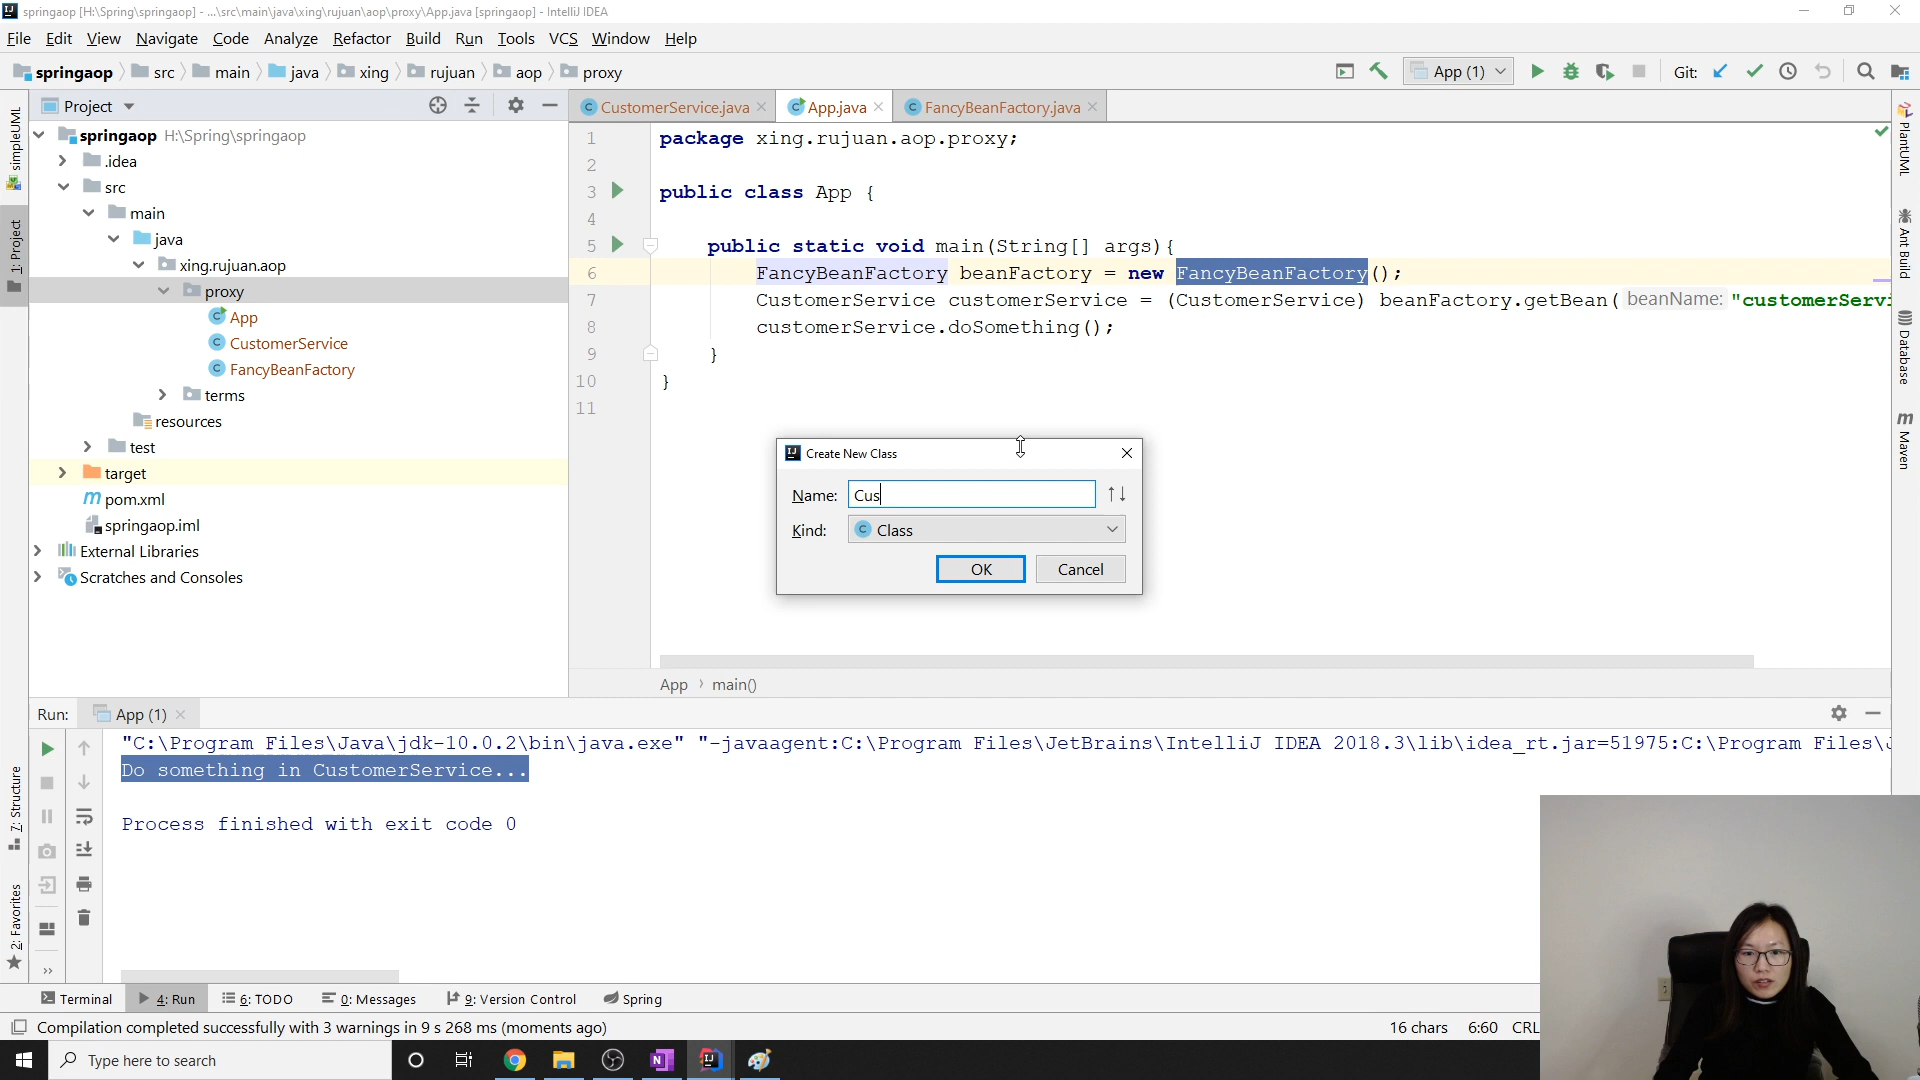 springaop [H:\Spring\springaop] - ...\src\main\java\xing\rujuan\aop\proxy\App.java [springaop] - IntelliJ IDEA
File Edit View Navigate Code Analyze Refactor Build Run Tools VCS Window Help
springaop src main java xing rujuan aop proxy App (1) Git:
Project
CustomerService.java App.java FancyBeanFactory.java
simpleUML
1: Project
7: Structure
2: Favorites
springaop H:\Spring\springaop
.idea
src
main
java
xing.rujuan.aop
proxy
App
CustomerService
FancyBeanFactory
terms
resources
test
target
pom.xml
springaop.iml
External Libraries
Scratches and Consoles
1 package xing.rujuan.aop.proxy;
2
3 public class App {
4
5 public static void main(String[] args){
6 FancyBeanFactory beanFactory = new FancyBeanFactory();
7 CustomerService customerService = (CustomerService) beanFactory.getBean( beanName: "customerServi
8 customerService.doSomething();
9 }
10 }
11
App main()
Create New Class
Name: Cus
Kind: Class
OK Cancel
PlantUML
Ant Build
Database
Maven
Run: App (1)
"C:\Program Files\Java\jdk-10.0.2\bin\java.exe" "-javaagent:C:\Program Files\JetBrains\IntelliJ IDEA 2018.3\lib\idea_rt.jar=51975:C:\Program Files\J
Do something in CustomerService...
Process finished with exit code 0
Terminal 4: Run 6: TODO 0: Messages 9: Version Control Spring
Compilation completed successfully with 3 warnings in 9 s 268 ms (moments ago) 16 chars 6:60 CRL
Type here to search